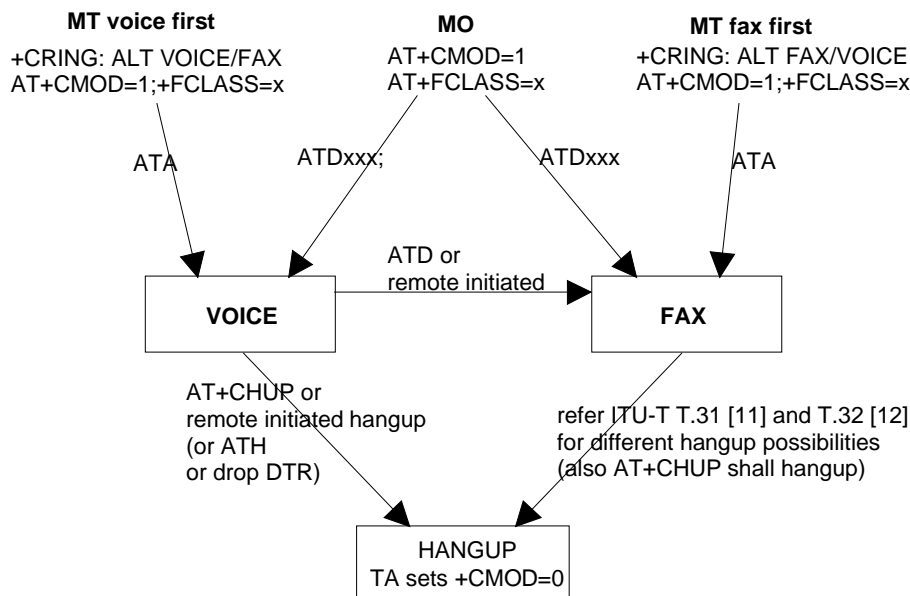 MT voice first
+CRING: ALT VOICE/FAX
AT+CMOD=1;+FCLASS=x
MO
AT+CMOD=1
AT+FCLASS=x
MT fax first
+CRING: ALT FAX/VOICE
AT+CMOD=1;+FCLASS=x
ATA
ATDxxx;
ATDxxx
ATA
ATD or
remote initiated
VOICE
FAX
AT+CHUP or
remote initiated hangup
(or ATH
or drop DTR)
refer ITU-T T.31 [11] and T.32 [12]
for different hangup possibilities
(also AT+CHUP shall hangup)
HANGUP
TA sets +CMOD=0